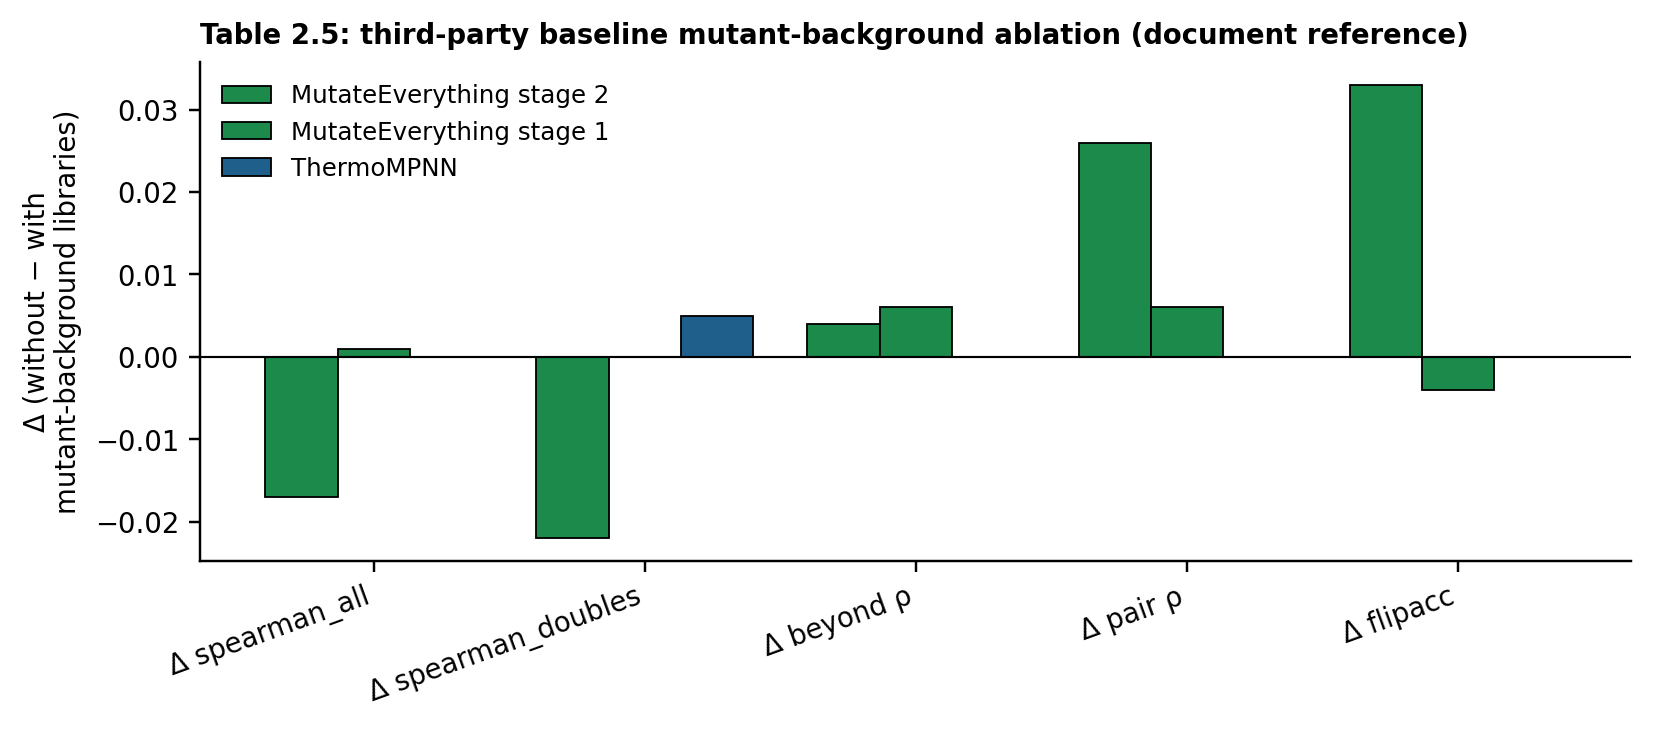 Table 2.5: third-party baseline mutant-background ablation (document reference)
MutateEverything stage 2
MutateEverything stage 1
ThermoMPNN
Δ (without − with
mutant-background libraries)
0.03
0.02
0.01
0.00
−0.01
−0.02
Δ spearman_all
Δ spearman_doubles
Δ beyond ρ
Δ pair ρ
Δ flipacc